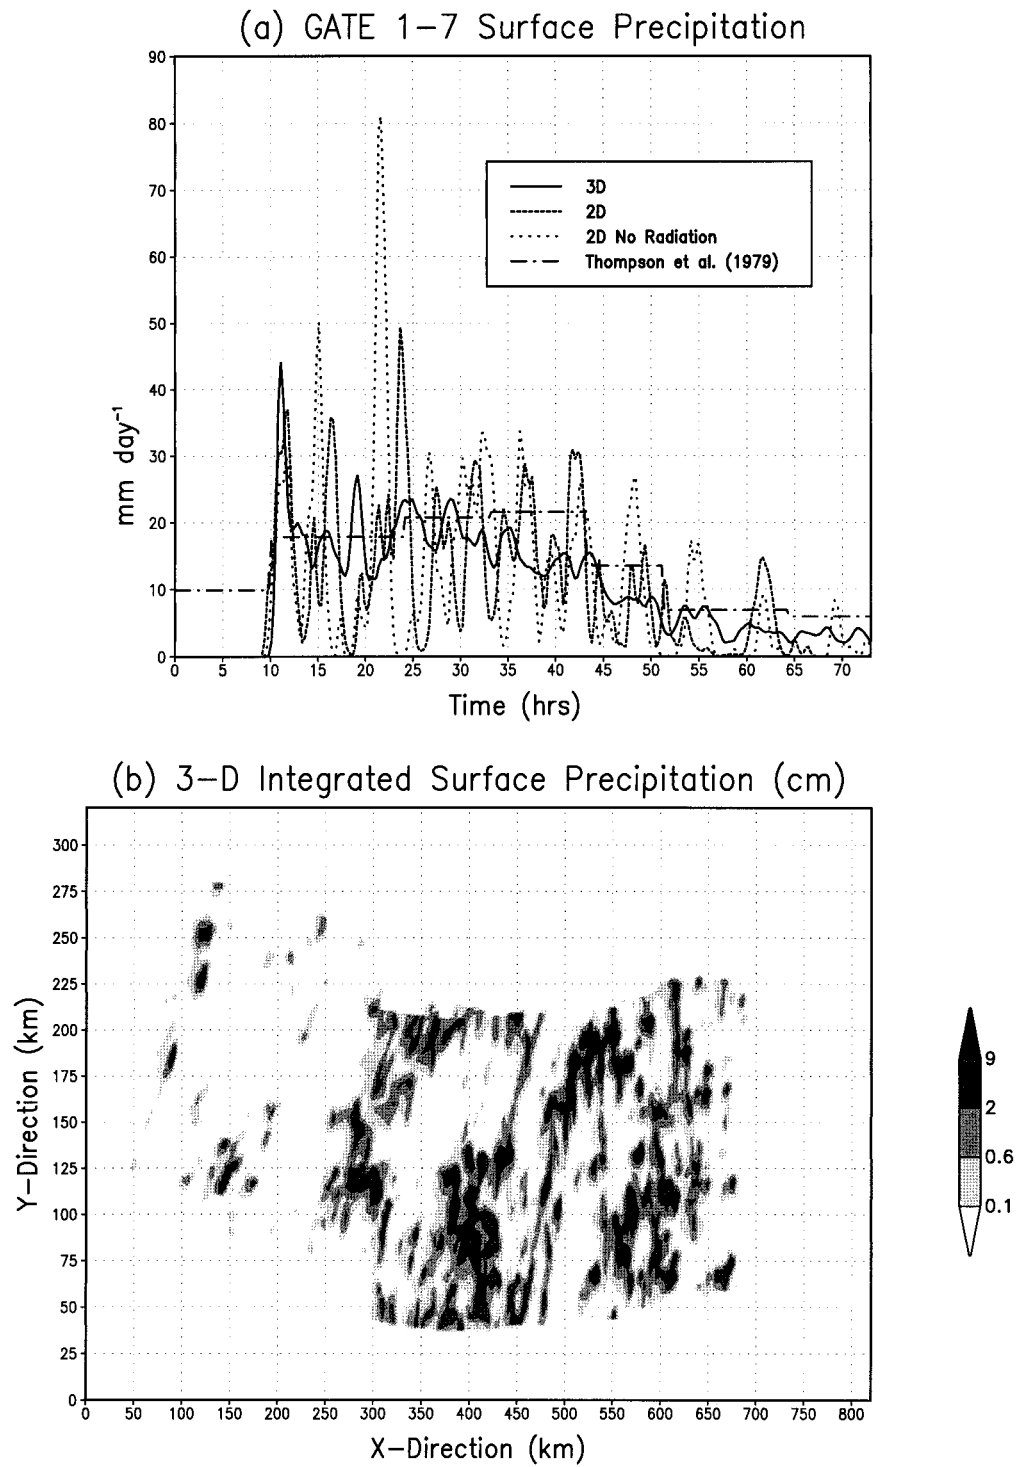 (a) GATE 1-7 Surface Precipitation
90
80
70
60
50
40
30
20
10
0
mm day-1
3D
2D
2D No Radiation
Thompson et al. (1979)
0 5 10 15 20 25 30 35 40 45 50 55 60 65 70
Time (hrs)
(b) 3-D Integrated Surface Precipitation (cm)
300
275
250
225
200
175
150
125
100
75
50
25
0
Y-Direction (km)
0 50 100 150 200 250 300 350 400 450 500 550 600 650 700 750 800
X-Direction (km)
9
2
0.6
0.1